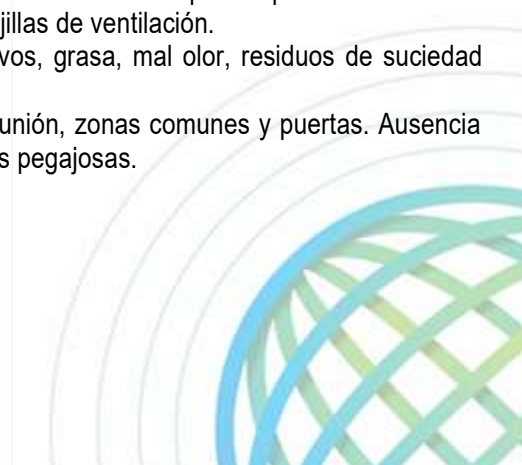 jillas de ventilación.
vos, grasa, mal olor, residuos de suciedad
unión, zonas comunes y puertas. Ausencia
s pegajosas.